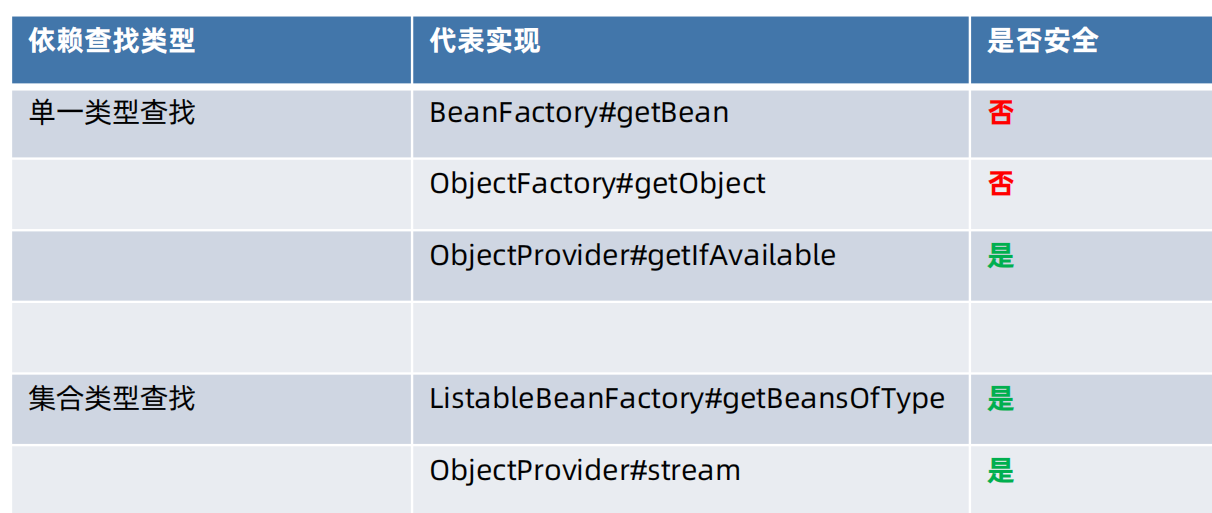 依赖查找类型 代表实现 是否安全
单一类型查找 BeanFactory#getBean 否
ObjectFactory#getObject 否
ObjectProvider#getIfAvailable 是
集合类型查找 ListableBeanFactory#getBeansOfType 是
ObjectProvider#stream 是